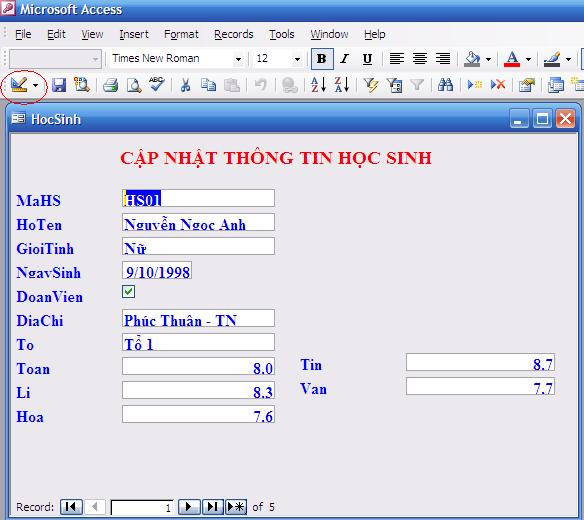 Microsoft Access
File Edit View Insert Format Records Tools Window Help
Times New Roman 12 B I U
HocSinh
CẬP NHẬT THÔNG TIN HỌC SINH
MaHS HS01
HoTen Nguyễn Ngọc Anh
GioiTinh Nữ
NgaySinh 9/10/1998
DoanVien
DiaChi Phúc Thuận - TN
To Tổ 1
Toan 8.0 Tin 8.7
Li 8.3 Van 7.7
Hoa 7.6
Record: 1 of 5